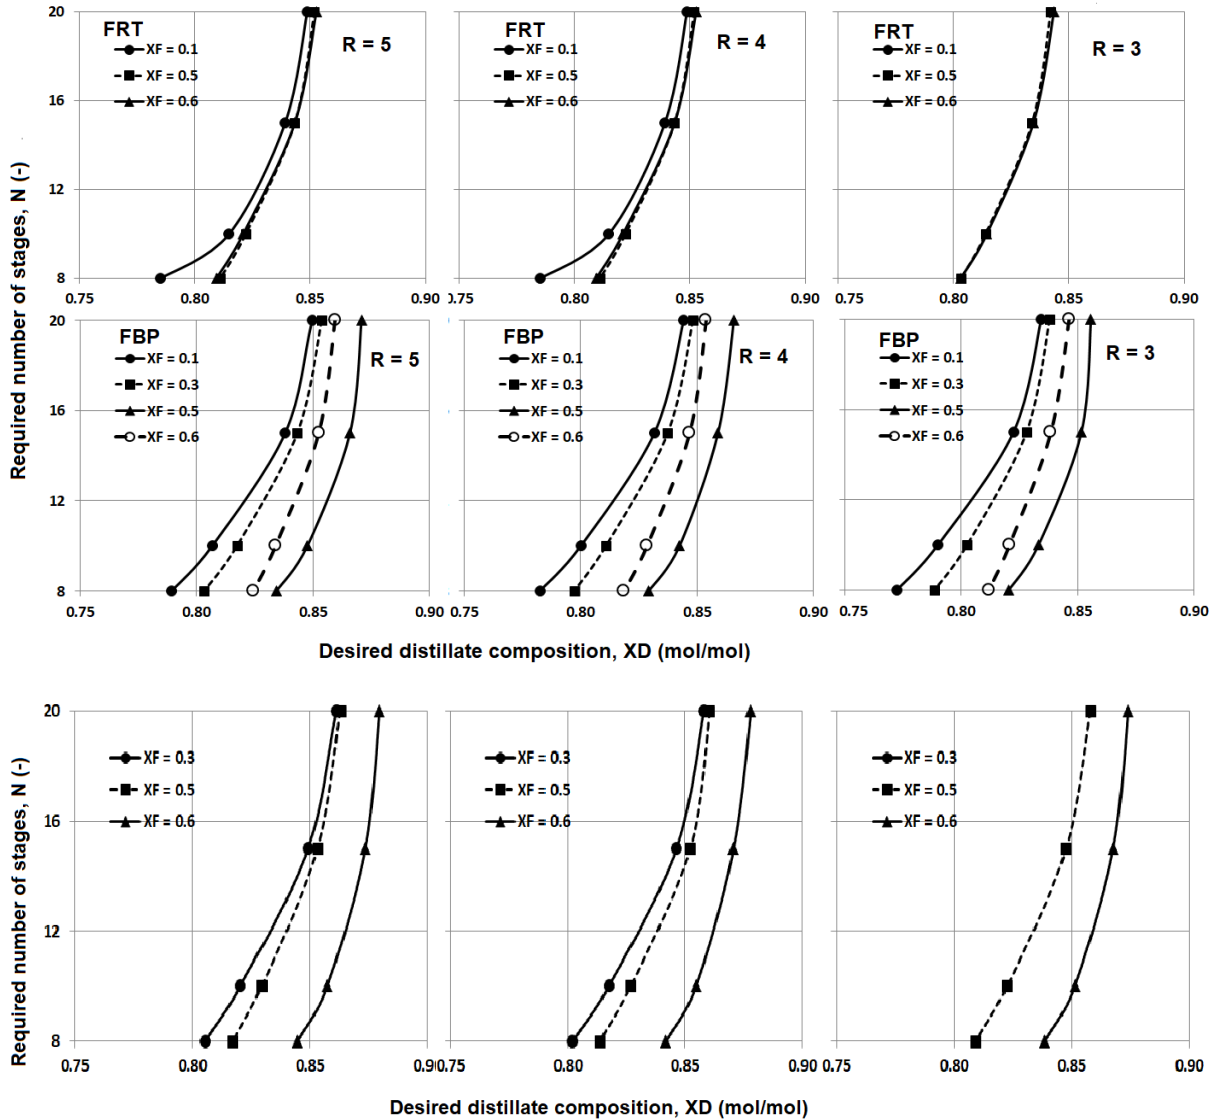 20
16
12
8
FRT
XF = 0.1
XF = 0.5
XF = 0.6
R = 5
0.75
0.80
0.85
0.90
FRT
XF = 0.1
XF = 0.5
XF = 0.6
R = 4
0.75
0.80
0.85
0.90
FRT
XF = 0.1
XF = 0.5
XF = 0.6
R = 3
0.75
0.80
0.85
0.90
Required number of stages, N (-)
20
16
12
8
FBP
XF = 0.1
XF = 0.3
XF = 0.5
XF = 0.6
R = 5
0.75
0.80
0.85
0.90
FBP
XF = 0.1
XF = 0.3
XF = 0.5
XF = 0.6
R = 4
0.75
0.80
0.85
0.90
FBP
XF = 0.1
XF = 0.3
XF = 0.5
XF = 0.6
R = 3
0.75
0.80
0.85
0.90
Desired distillate composition, XD (mol/mol)
Required number of stages, N (-)
20
16
12
8
XF = 0.3
XF = 0.5
XF = 0.6
0.75
0.80
0.85
0.90
XF = 0.3
XF = 0.5
XF = 0.6
0.75
0.80
0.85
0.90
XF = 0.3
XF = 0.5
XF = 0.6
0.75
0.80
0.85
0.90
Desired distillate composition, XD (mol/mol)